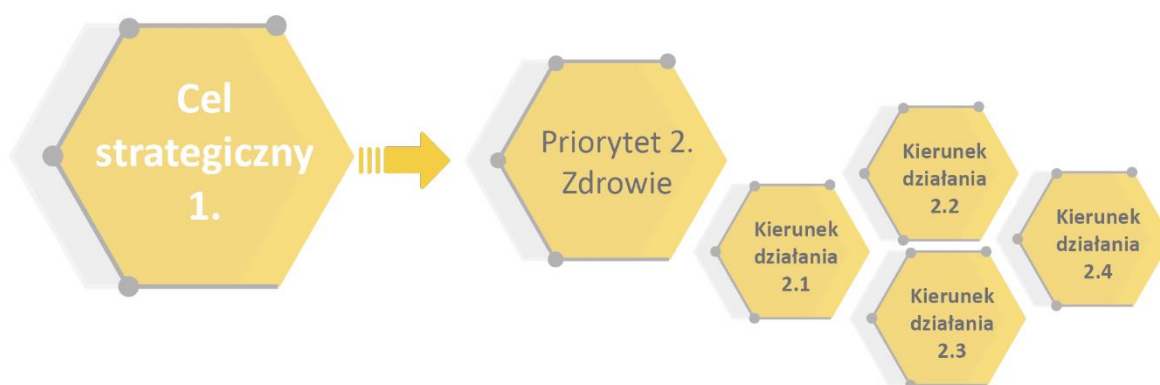 Cel
strategiczny
1.
Priorytet 2.
Zdrowie
Kierunek
działania
2.1
Kierunek
działania
2.2
Kierunek
działania
2.3
Kierunek
działania
2.4